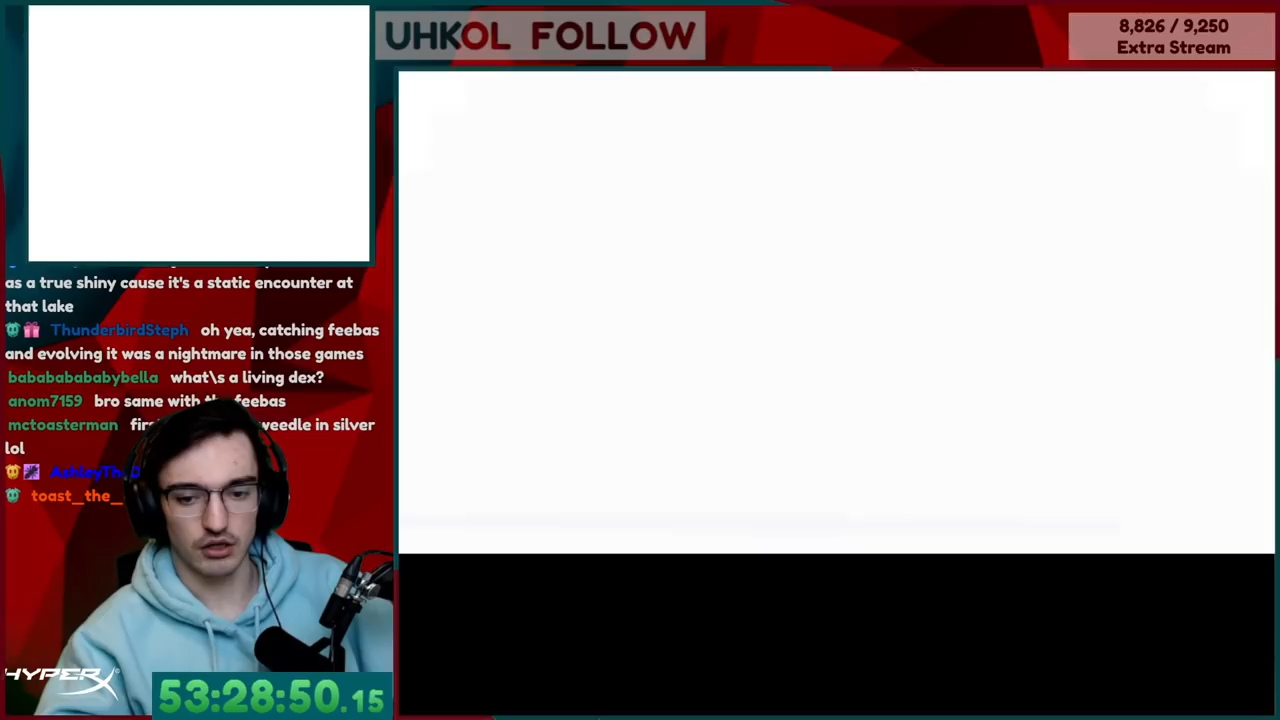 UHKOL FOLLOW
8,826 / 9,250
Extra Stream
as a true shiny cause it's a static encounter at
that lake
ThunderbirdSteph oh yea, catching feebas
and evolving it was a nightmare in those games
babababababybella what\s a living dex?
anom7159 bro same with feebas
mctoasterman weedle in silver
lol
toast_the_
HYPERX
53:28:50.15